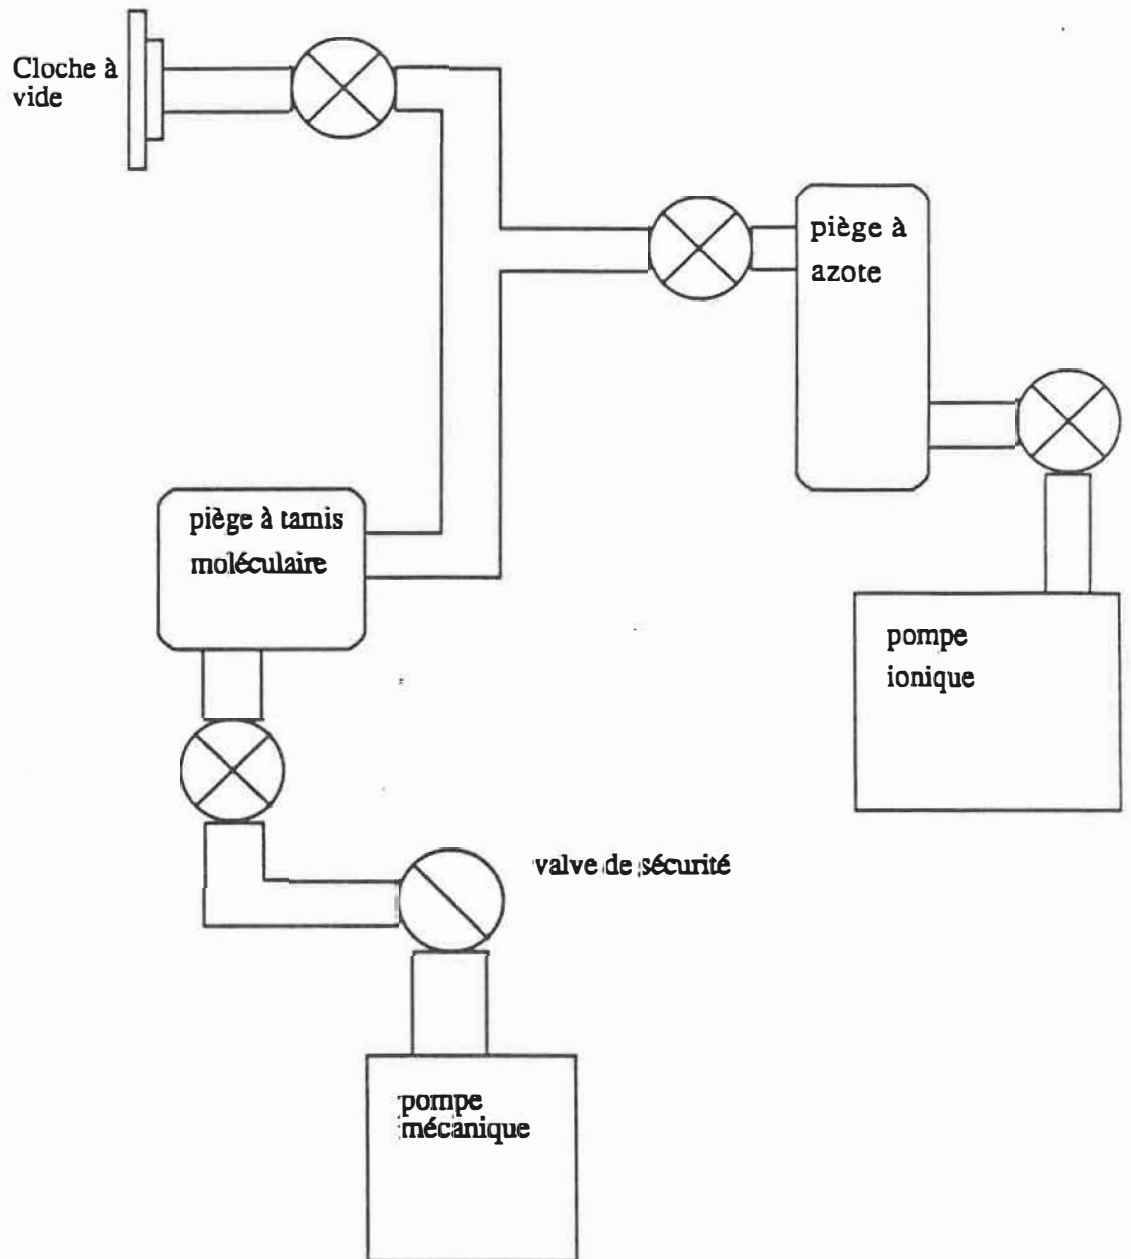 Cloche à
vide
piège à
azote
piège à tamis
moléculaire
pompe
ionique
valve de sécurité
pompe
mécanique